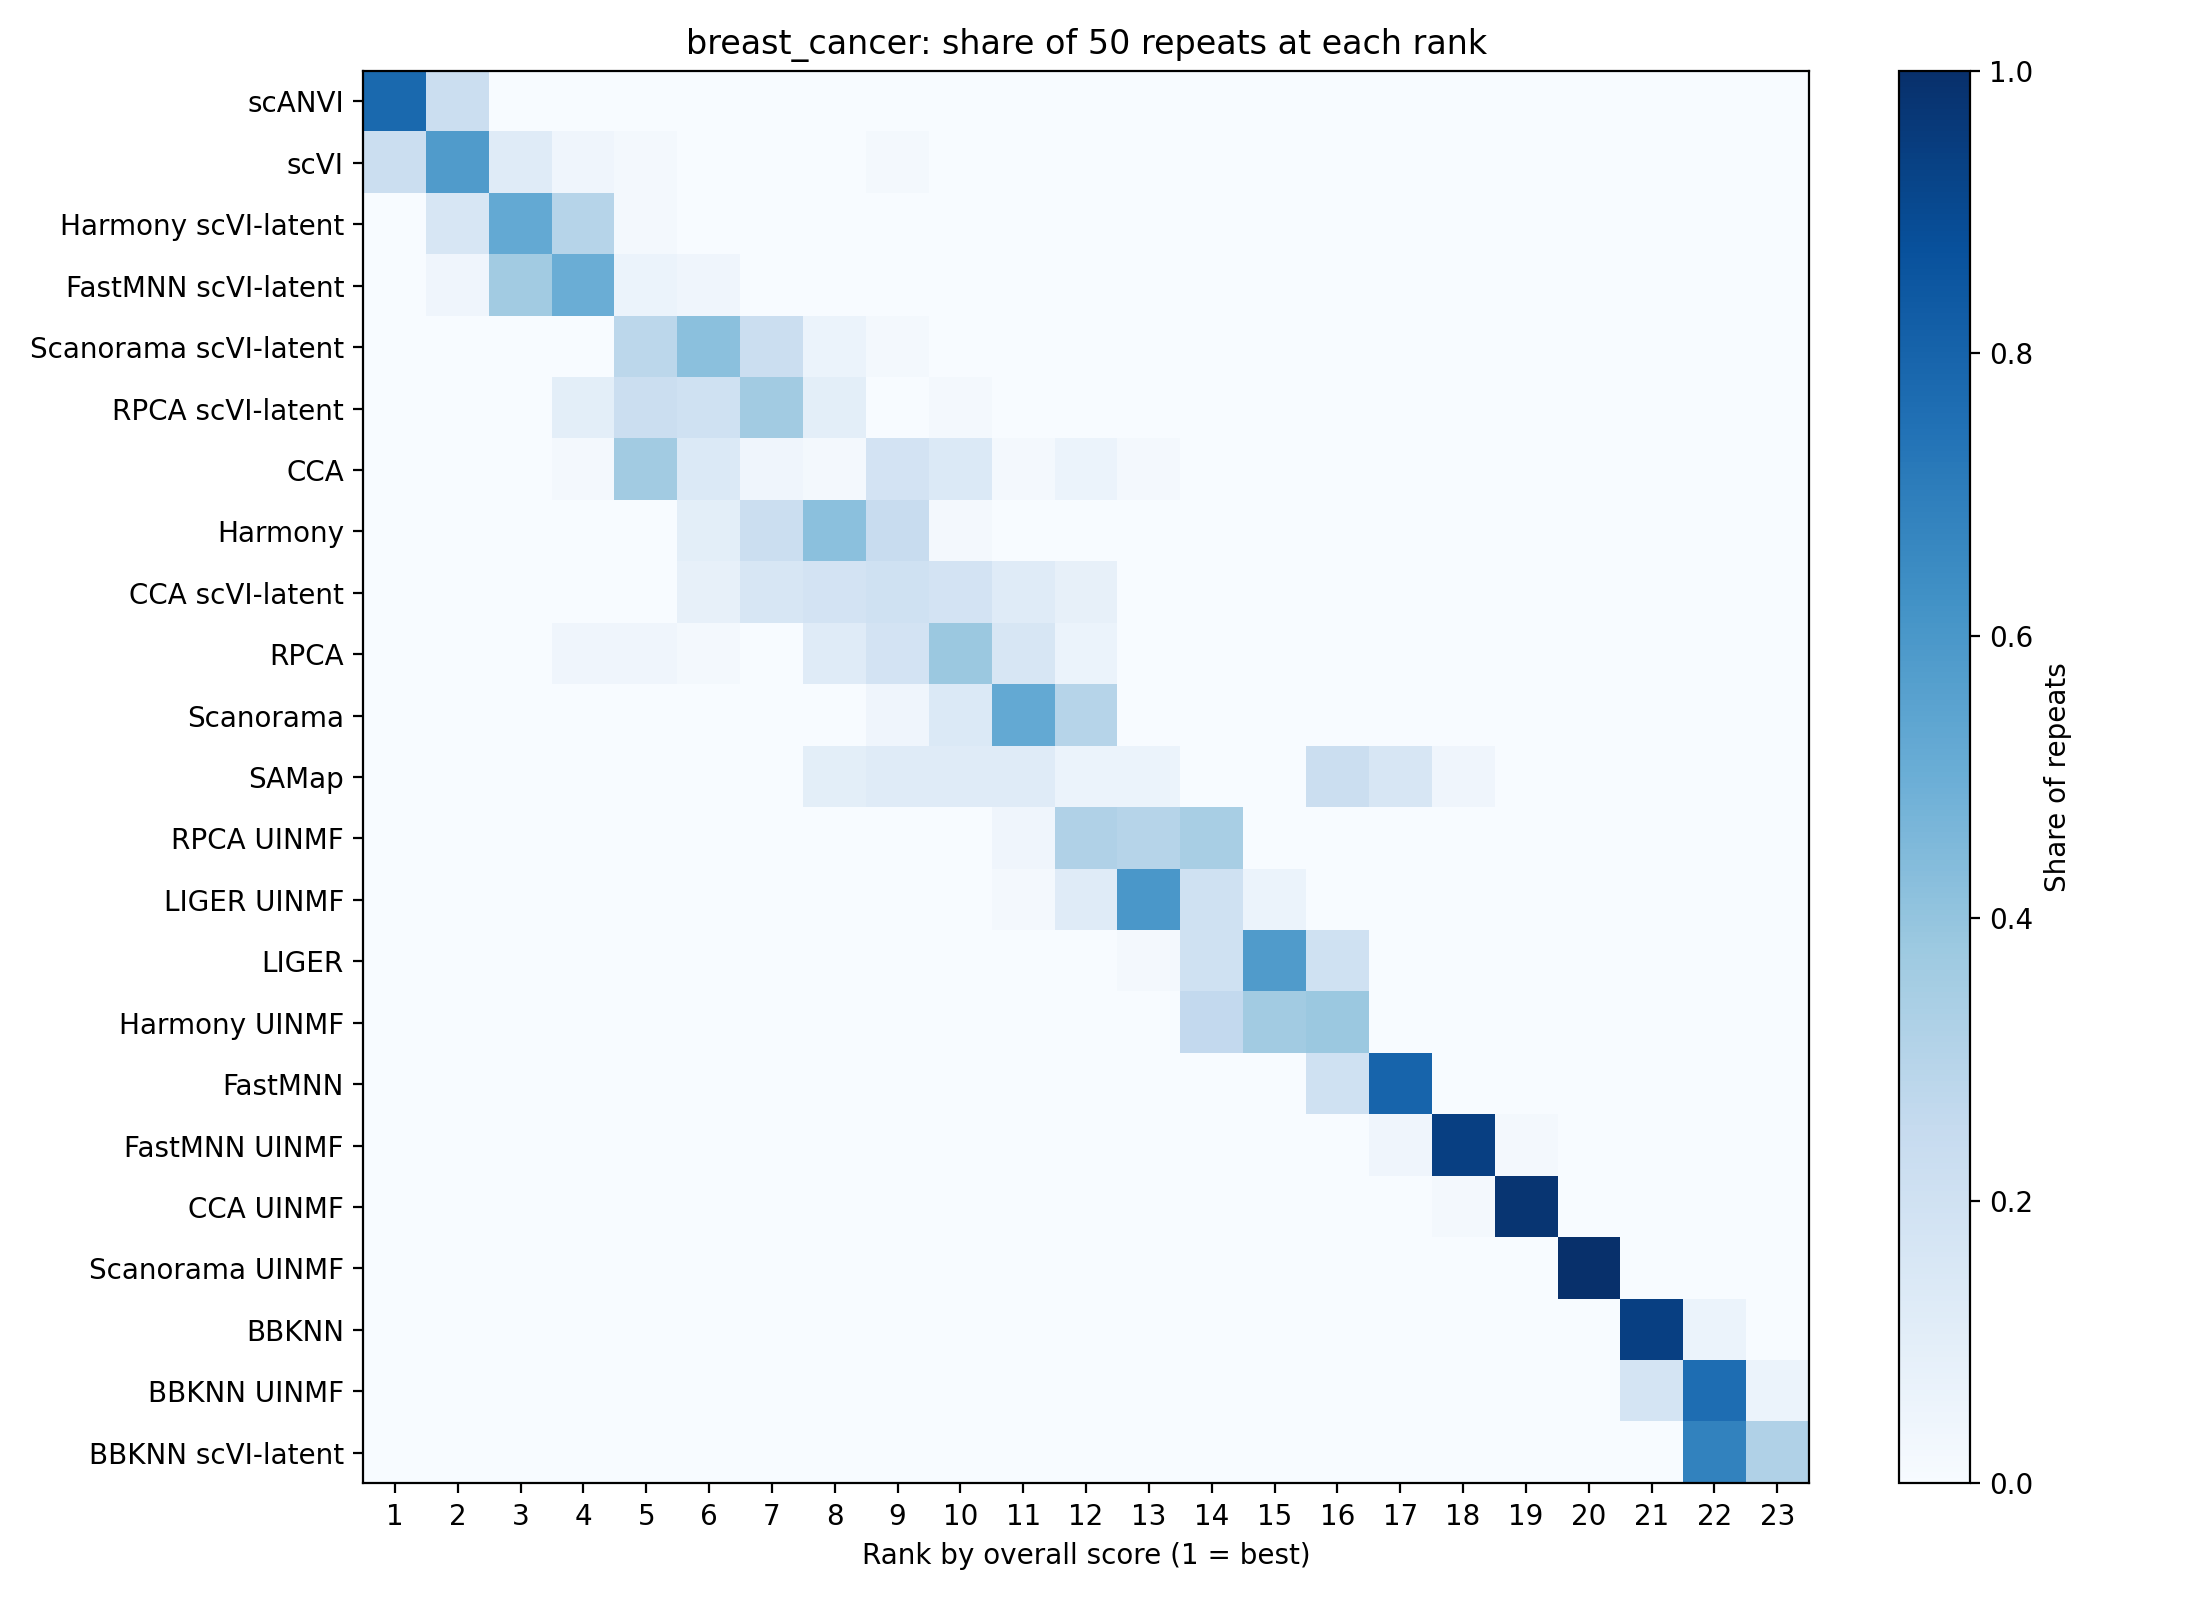 breast_cancer: share of 50 repeats at each rank
scANVI
scVI
Harmony scVI-latent
FastMNN scVI-latent
Scanorama scVI-latent
RPCA scVI-latent
CCA
Harmony
CCA scVI-latent
RPCA
Scanorama
SAMap
RPCA UINMF
LIGER UINMF
LIGER
Harmony UINMF
FastMNN
FastMNN UINMF
CCA UINMF
Scanorama UINMF
BBKNN
BBKNN UINMF
BBKNN scVI-latent
1 2 3 4 5 6 7 8 9 10 11 12 13 14 15 16 17 18 19 20 21 22 23
Rank by overall score (1 = best)
1.0
0.8
0.6
0.4
0.2
0.0
Share of repeats